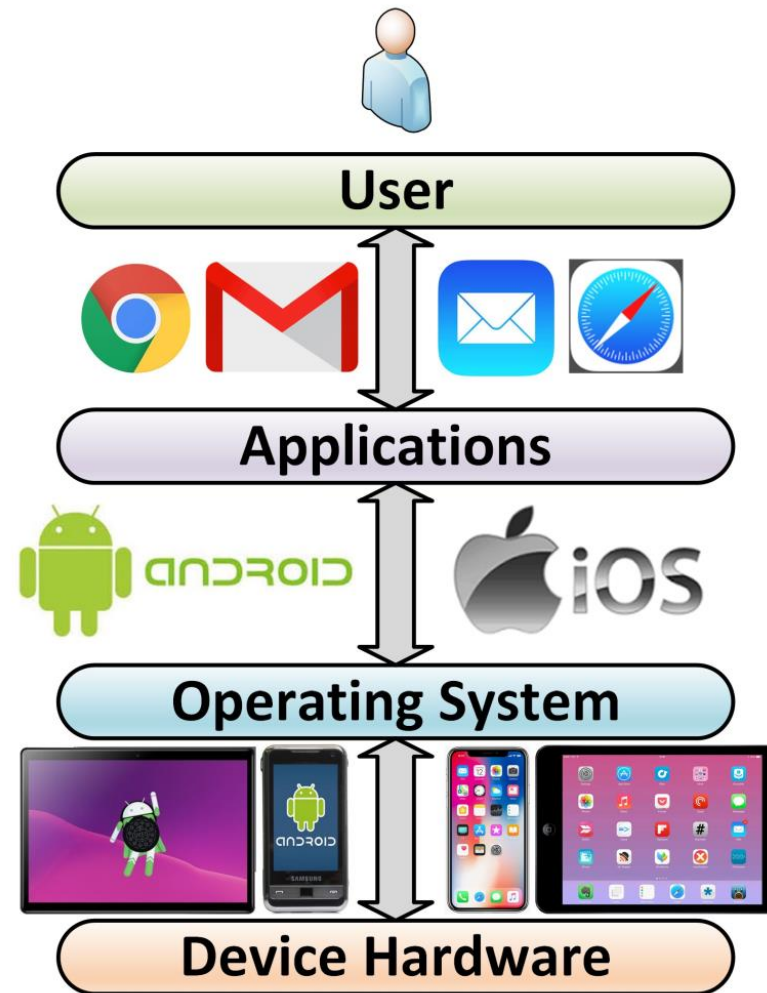 User
Applications
android
iOS
Operating System
android
SAMSUNG
Device Hardware